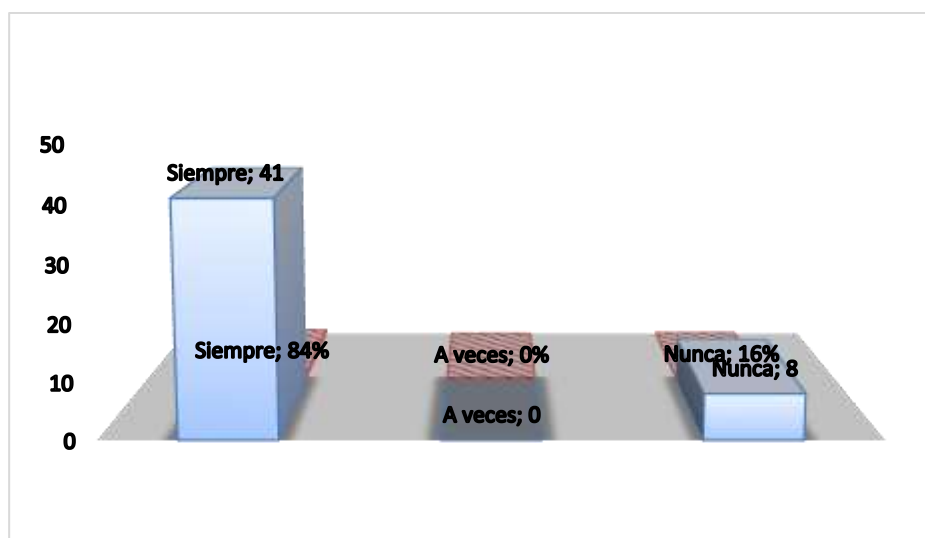 50
Siempre; 41
40
30
20
Siempre; 84%
A veces; 0%
Nunca; 16%
Nunca; 8
10
A veces; 0
0